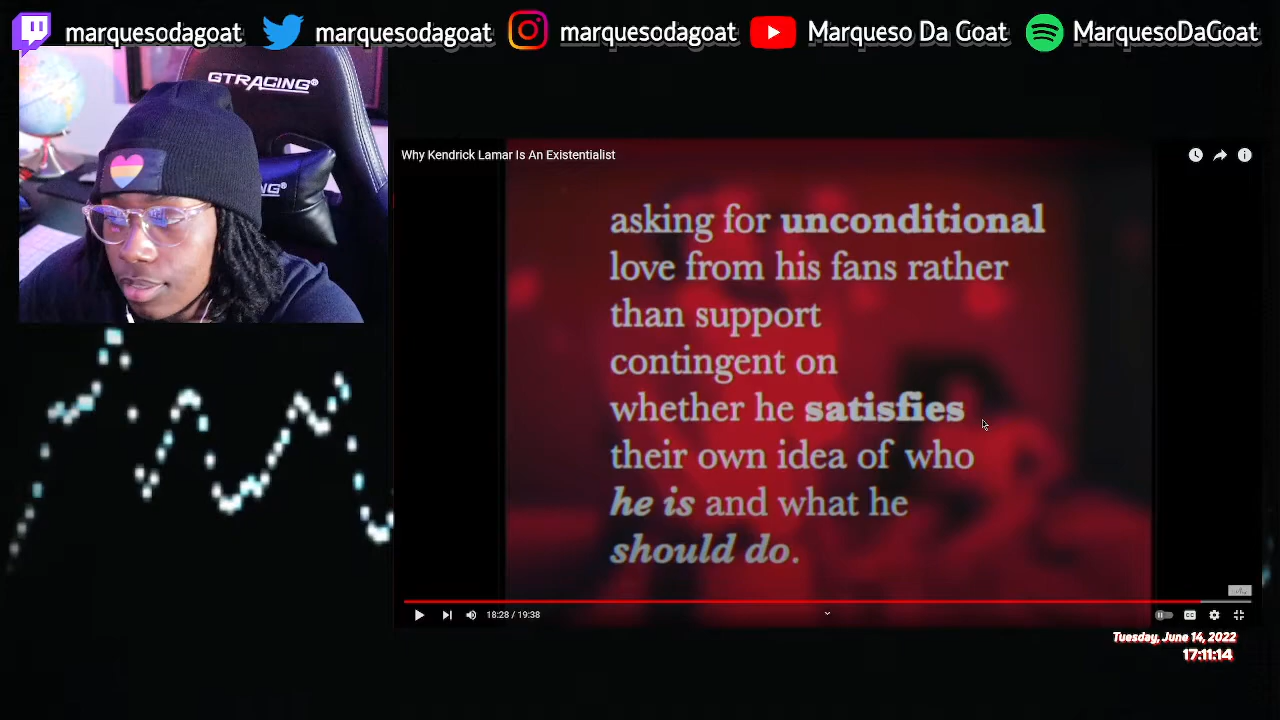 marquesodagoat marquesodagoat marquesodagoat Marqueso Da Goat MarquesoDaGoat
GTRACING®
ING®
Why Kendrick Lamar Is An Existentialist
asking for unconditional
love from his fans rather
than support
contingent on
whether he satisfies
their own idea of who
he is and what he
should do.
18:28 / 19:38
CC
Tuesday, June 14, 2022
17:11:14